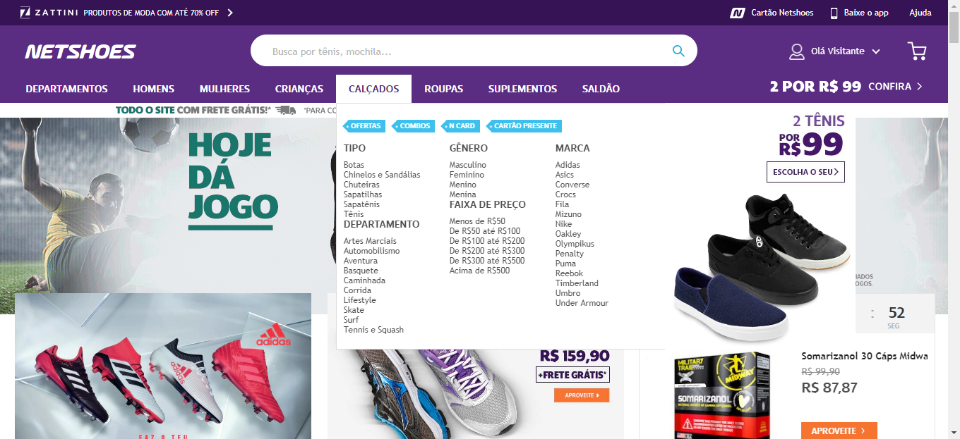 ZATTINI PRODUTOS DE MODA COM ATÉ 70% OFF
Cartão Netshoes
Baixe o app
Ajuda
NETSHOES
Busca por tênis, mochila...
Olá Visitante
DEPARTAMENTOS HOMENS MULHERES CRIANÇAS CALÇADOS ROUPAS SUPLEMENTOS SALDÃO
2 POR R$ 99 CONFIRA
TODO O SITE COM FRETE GRÁTIS!*
*PARA CO
HOJE
DÁ
JOGO
OFERTAS
COMBOS
N CARD
CARTÃO PRESENTE
TIPO
Botas
Chinelos e Sandálias
Chuteiras
Sapatilhas
Sapatênis
Tênis
DEPARTAMENTO
Artes Marciais
Automobilismo
Aventura
Basquete
Caminhada
Corrida
Lifestyle
Skate
Surf
Tennis e Squash
GÊNERO
Masculino
Feminino
Menino
Menina
FAIXA DE PREÇO
Menos de R$50
De R$50 até R$100
De R$100 até R$200
De R$200 até R$300
De R$300 até R$500
Acima de R$500
MARCA
Adidas
Asics
Converse
Crocs
Fila
Mizuno
Nike
Oakley
Olympikus
Penalty
Puma
Reebok
Timberland
Umbro
Under Armour
2 TÊNIS
POR
R$99
ESCOLHA O SEU
: 52
SEG
adidas
R$ 159,90
+FRETE GRÁTIS*
APROVEITE
MILITARY
TRAIL
MIDWAY
SOMARIZANOL
Somarizanol 30 Cáps Midwa
R$ 99,90
R$ 87,87
APROVEITE